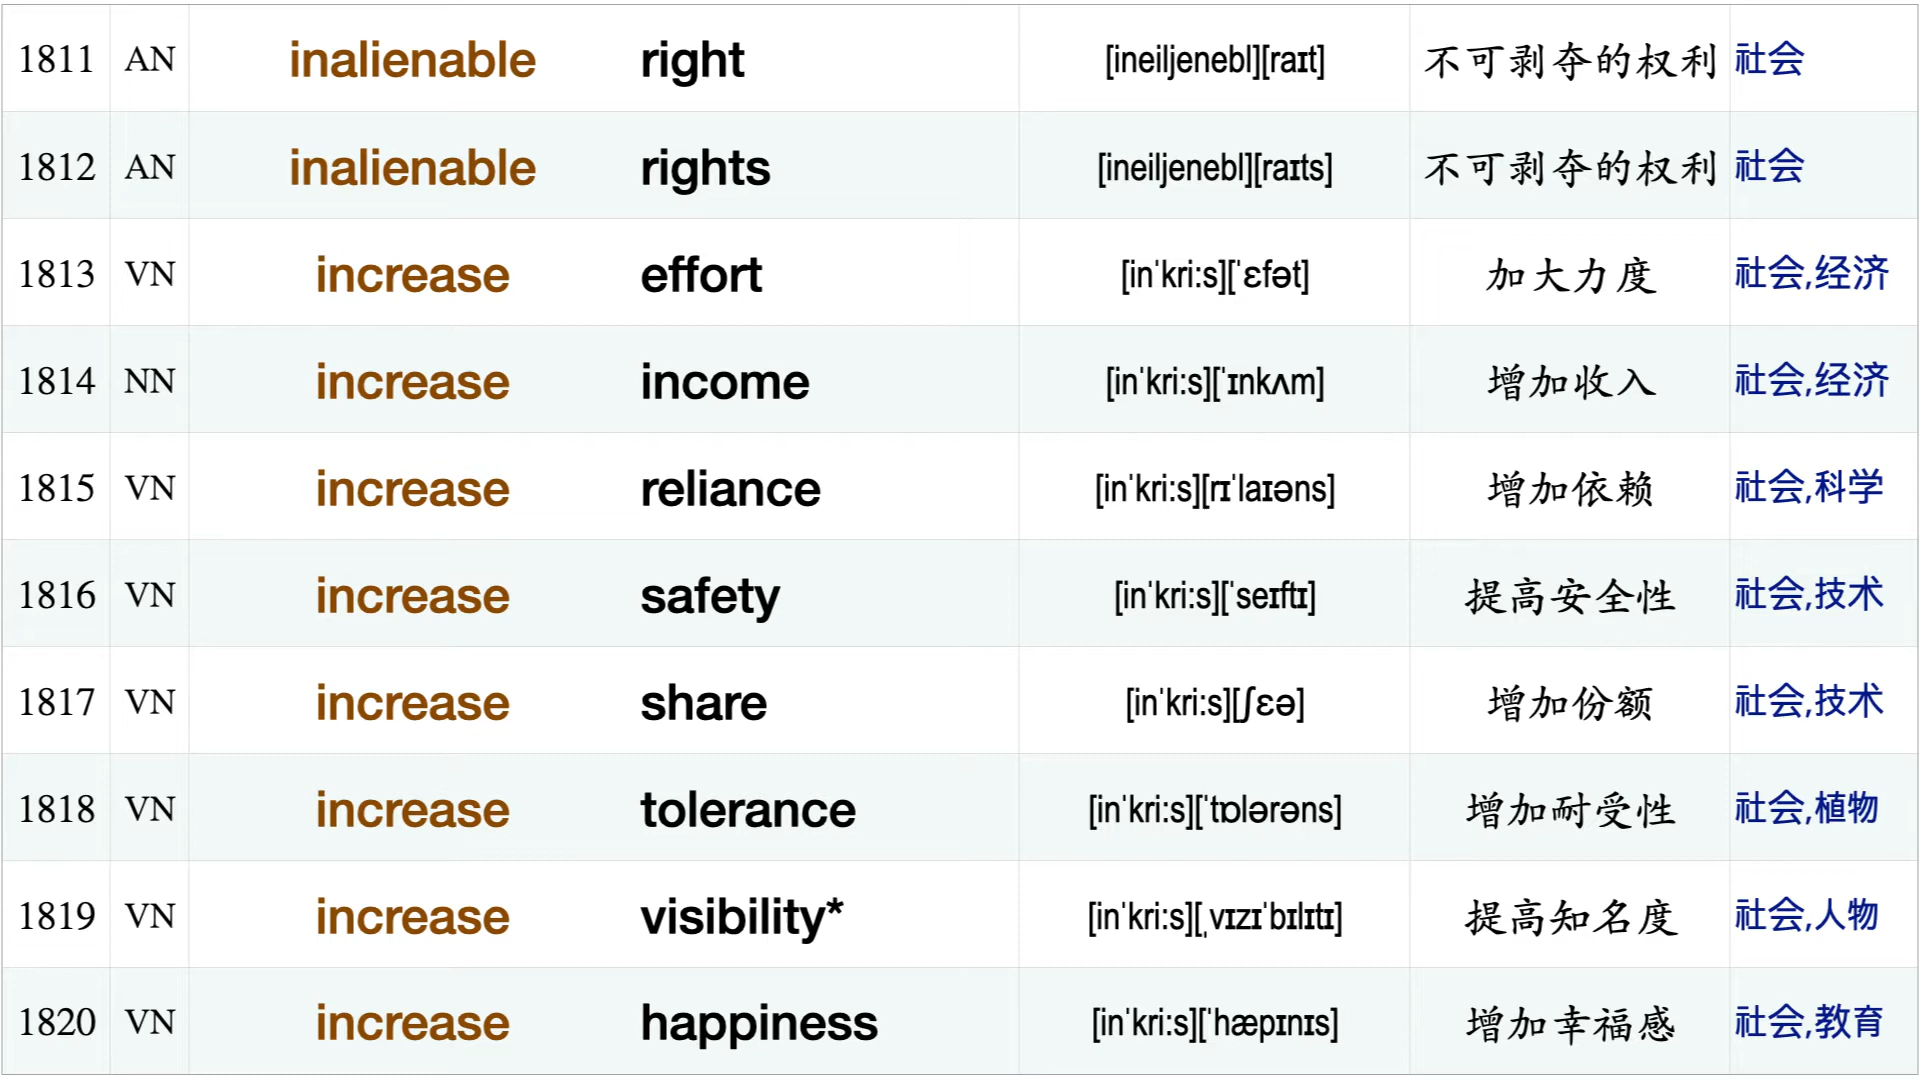 1811 AN inalienable right [ineiljenebl][raɪt] 不可剥夺的权利 社会
1812 AN inalienable rights [ineiljenebl][raɪts] 不可剥夺的权利 社会
1813 VN increase effort [inˈkri:s][ˈɛfət] 加大力度 社会,经济
1814 NN increase income [inˈkri:s][ˈɪnkʌm] 增加收入 社会,经济
1815 VN increase reliance [inˈkri:s][rɪˈlaɪəns] 增加依赖 社会,科学
1816 VN increase safety [inˈkri:s][ˈseɪftɪ] 提高安全性 社会,技术
1817 VN increase share [inˈkri:s][ʃɛə] 增加份额 社会,技术
1818 VN increase tolerance [inˈkri:s][ˈtɒlərəns] 增加耐受性 社会,植物
1819 VN increase visibility* [inˈkri:s][ˌvɪzɪˈbɪlɪtɪ] 提高知名度 社会,人物
1820 VN increase happiness [inˈkri:s][ˈhæpɪnɪs] 增加幸福感 社会,教育